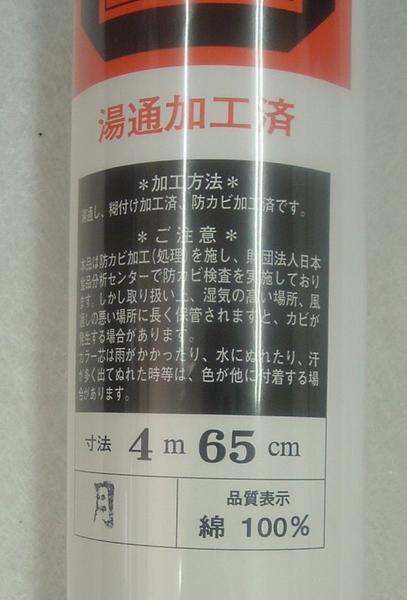 湯通加工済
＊加工方法＊
湯通し、糊付け加工済、防カビ加工済です。
＊ご注意＊
本品は防カビ加工(処理)を施し、財団法人日本
食品分析センターで防カビ検査を実施しており
ます。しかし取り扱い上、湿気の高い場所、風
通しの悪い場所に長く保管されますと、カビが
発生する場合があります。
カラー芯は雨がかかったり、水にぬれたり、汗
が多く出てぬれた時等は、色が他に付着する場
合があります。
寸法 4 m 65 cm
品質表示
綿 100%